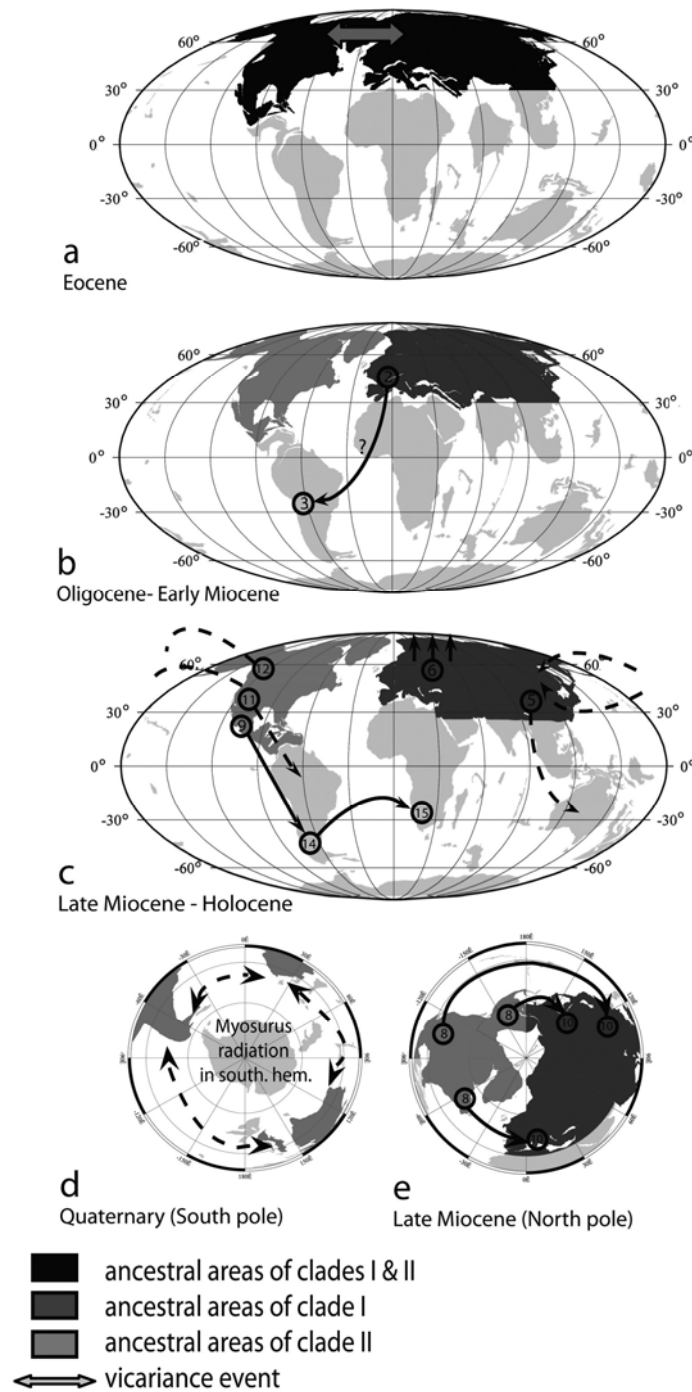 60° 60°
30° 30°
0° 0°
-30° -30°
-60° -60°
a
Eocene
60° 60°
2
30° 30°
?
0° 0°
3
-30° -30°
-60° -60°
b
Oligocene- Early Miocene
12
60° 6 60°
11 5
30° 30°
9
0° 0°
15
-30° -30°
14
-60° -60°
c
Late Miocene - Holocene
Myosurus
radiation
in south. hem.
8 8 10 10
8 10
d
Quaternary (South pole)
e
Late Miocene (North pole)
ancestral areas of clades I & II
ancestral areas of clade I
ancestral areas of clade II
vicariance event